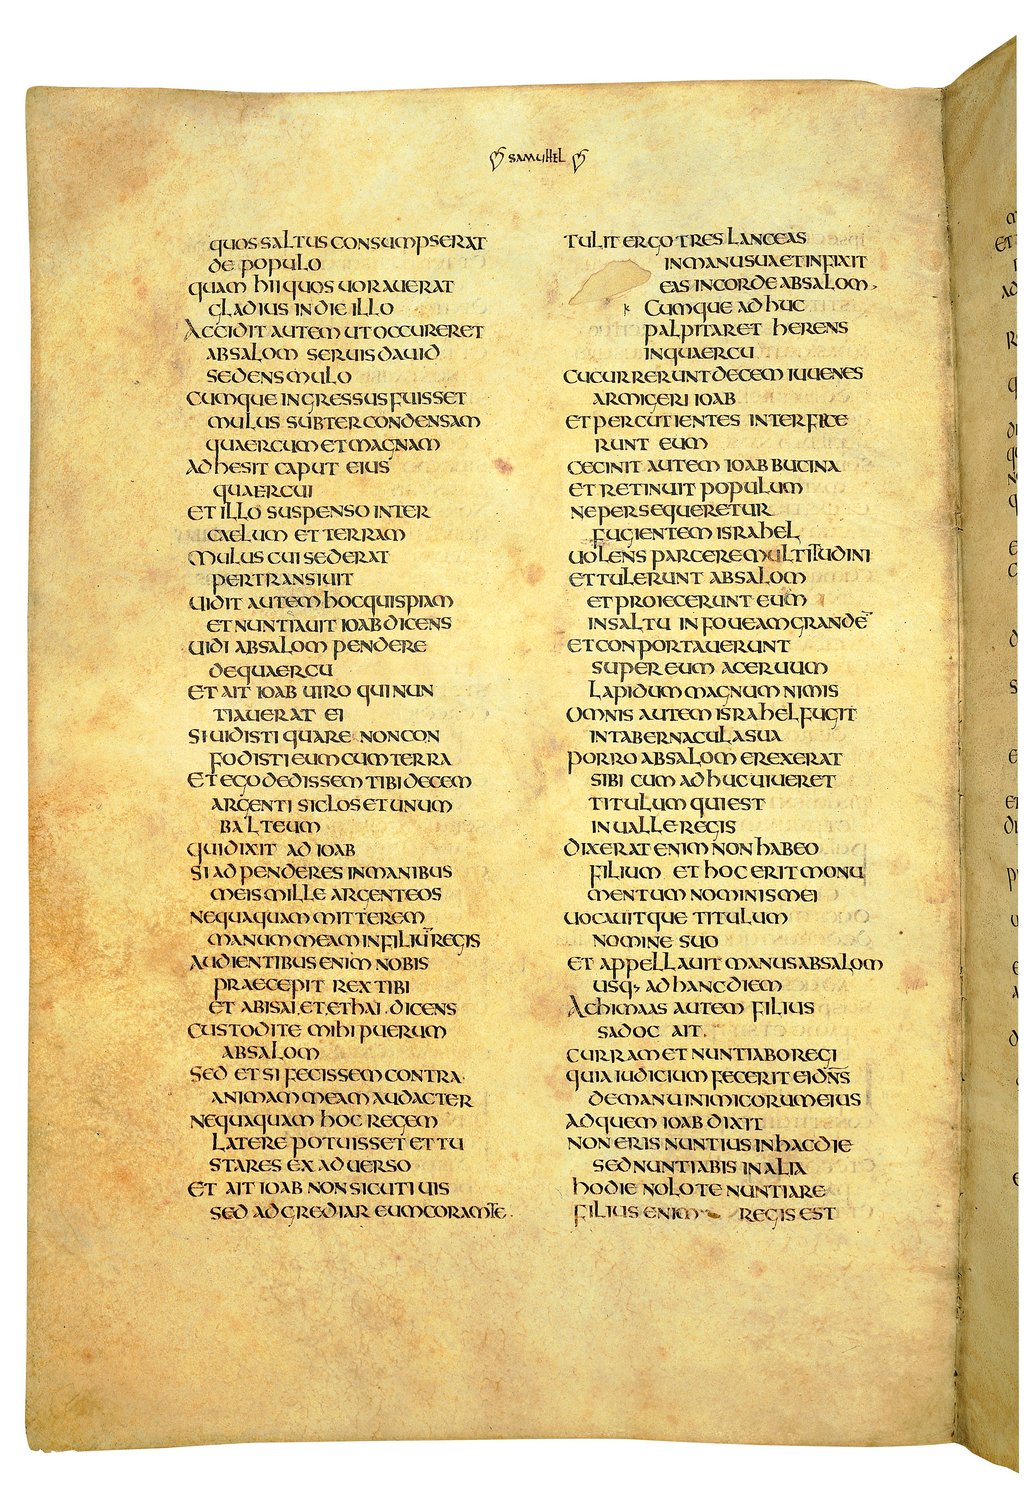 SAMUHEL
QUOS SALTUS CONSUMPSERAT
DE POPULO
QUAM HII QUOS UORAUERAT
GLADIUS IN DIE ILLO
ACCIDIT AUTEM UT OCCURERET
ABSALOM SERUIS DAUID
SEDENS MULO
CUMQUE INGRESSUS FUISSET
MULUS SUBTER CONDENSAM
QUAERCUM ET MAGNAM
ADHESIT CAPUT EIUS
QUAERCUI
ET ILLO SUSPENSO INTER
CAELUM ET TERRAM
MULUS CUI SEDERAT
PERTRANSIUIT
UIDIT AUTEM HOC QUISPIAM
ET NUNTIAUIT IOAB DICENS
UIDI ABSALOM PENDERE
DE QUAERCU
ET AIT IOAB UIRO QUI NUN
TIAUERAT EI
SI UIDISTI QUARE NON CON
FODISTI EUM CUM TERRA
ET EGO DEDISSEM TIBI DECEM
ARGENTI SICLOS ET UNUM
BALTEUM
QUI DIXIT AD IOAB
SI ADPENDERES IN MANIBUS
MEIS MILLE ARGENTEOS
NEQUAQUAM MITTEREM
MANUM MEAM IN FILIU̅ REGIS
AUDIENTIBUS ENIM NOBIS
PRAECEPIT REX TIBI
ET ABISAI·ET·ETHAI·DICENS
CUSTODITE MIHI PUERUM
ABSALOM
SED ET SI FECISSEM CONTRA
ANIMAM MEAM AUDACTER
NEQUAQUAM HOC REGEM
LATERE POTUISSET ET TU
STARES EX ADUERSO
ET AIT IOAB NON SICUT UIS
SED ADGREDIAR EUM CORAM TE·
TULIT ERGO TRES LANCEAS
IN MANU SUA ET INFIXIT
EAS IN CORDE ABSALOM
CUMQUE ADHUC
PALPITARET HERENS
IN QUAERCU
CUCURRERUNT DECEM IUUENES
ARMIGERI IOAB
ET PERCUTIENTES INTERFICE
RUNT EUM
CECINIT AUTEM IOAB BUCINA
ET RETINUIT POPULUM
NE PERSEQUERETUR
FUGIENTEM ISRAHEL
UOLENS PARCERE MULTITUDINI
ET TULERUNT ABSALOM
ET PROIECERUNT EUM
IN SALTU IN FOUEAM GRANDE̅
ET CONPORTAUERUNT
SUPER EUM ACERUUM
LAPIDUM MAGNUM NIMIS
OMNIS AUTEM ISRAHEL FUGIT
IN TABERNACULA SUA
PORRO ABSALOM EREXERAT
SIBI CUM ADHUC UIUERET
TITULUM QUI EST
IN UALLE REGIS
DIXERAT ENIM NON HABEO
FILIUM ET HOC ERIT MONU
MENTUM NOMINIS MEI
UOCAUITQUE TITULUM
NOMINE SUO
ET APPELLAUIT MANUS ABSALOM
USQ· AD HANC DIEM
ACHIMAAS AUTEM FILIUS
SADOC AIT·
CURRAM ET NUNTIABO REGI
QUIA IUDICIUM FECERIT EI D̅N̅S̅
DE MANU INIMICORUM EIUS
AD QUEM IOAB DIXIT
NON ERIS NUNTIUS IN HAC DIE
SED NUNTIABIS IN ALIA
HODIE NOLO TE NUNTIARE
FILIUS ENIM REGIS EST